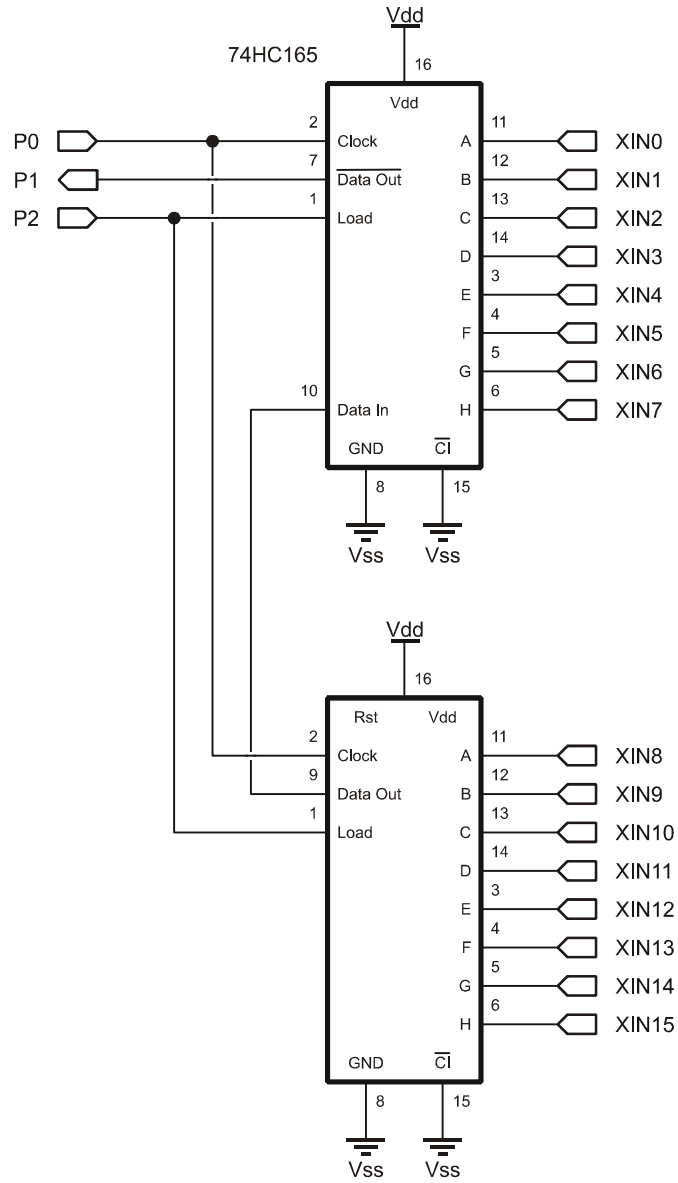 Vdd
74HC165
16
Vdd
P0 2 Clock A 11 XIN0
P1 7 Data Out B 12 XIN1
P2 1 Load C 13 XIN2
D 14 XIN3
E 3 XIN4
F 4 XIN5
G 5 XIN6
10 Data In H 6 XIN7
GND CI
8 15
Vss Vss
Vdd
16
Rst Vdd
2 Clock A 11 XIN8
9 Data Out B 12 XIN9
1 Load C 13 XIN10
D 14 XIN11
E 3 XIN12
F 4 XIN13
G 5 XIN14
H 6 XIN15
GND CI
8 15
Vss Vss